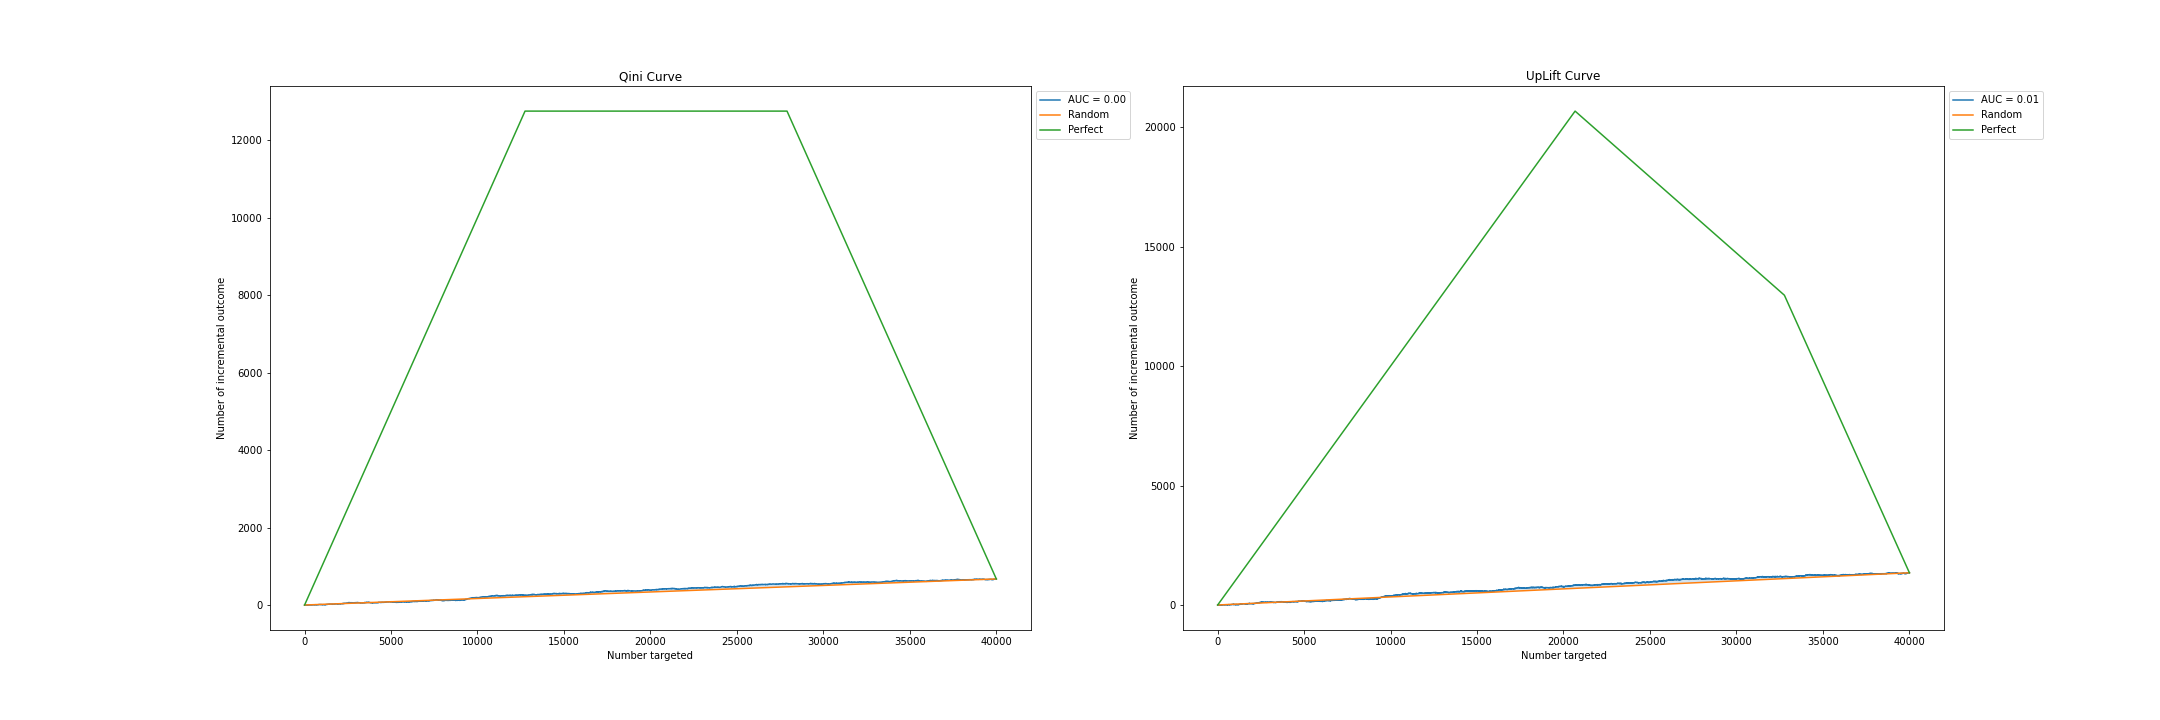 Qini Curve
AUC = 0.00
Random
Perfect
Number of incremental outcome
12000
10000
8000
6000
4000
2000
0
0 5000 10000 15000 20000 25000 30000 35000 40000
Number targeted
UpLift Curve
AUC = 0.01
Random
Perfect
Number of incremental outcome
20000
15000
10000
5000
0
0 5000 10000 15000 20000 25000 30000 35000 40000
Number targeted